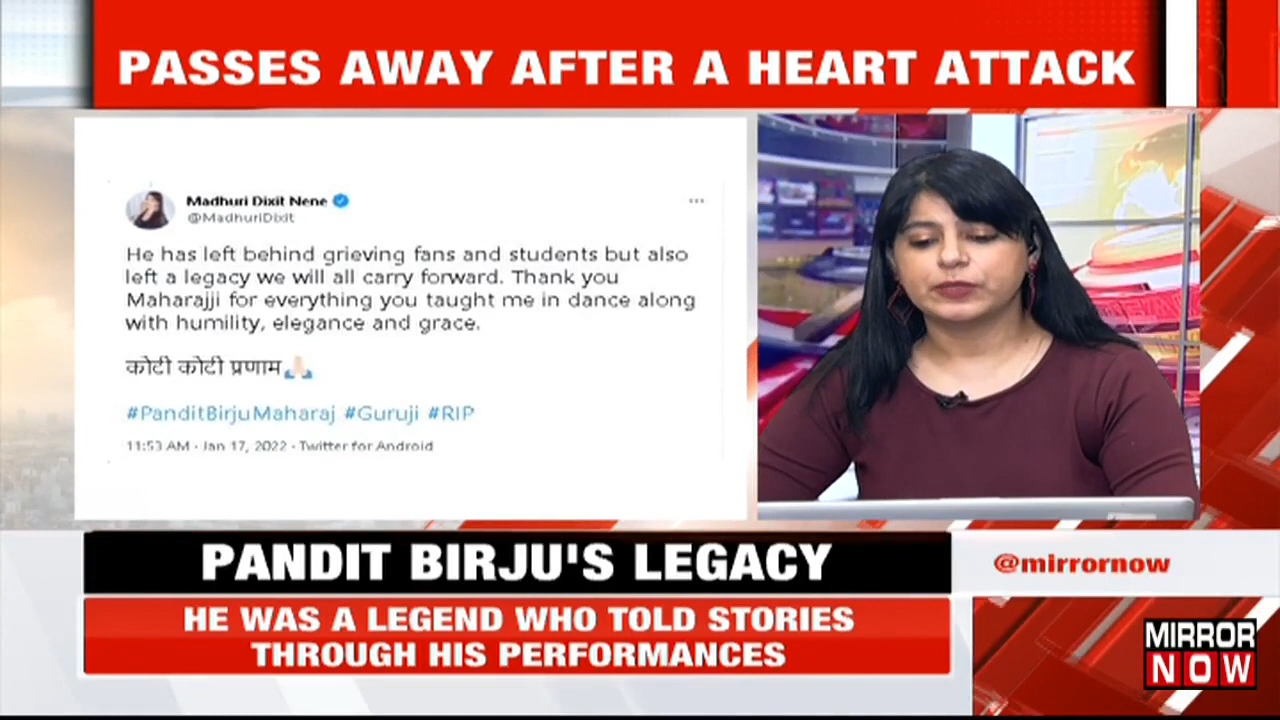 PASSES AWAY AFTER A HEART ATTACK
Madhuri Dixit Nene
@MadhuriDixit
He has left behind grieving fans and students but also
left a legacy we will all carry forward. Thank you
Maharajji for everything you taught me in dance along
with humility, elegance and grace.
कोटी कोटी प्रणाम🙏🏻
#PanditBirjuMaharaj #Guruji #RIP
11:53 AM · Jan 17, 2022 · Twitter for Android
PANDIT BIRJU'S LEGACY
HE WAS A LEGEND WHO TOLD STORIES
THROUGH HIS PERFORMANCES
@mirrornow
MIRROR
NOW